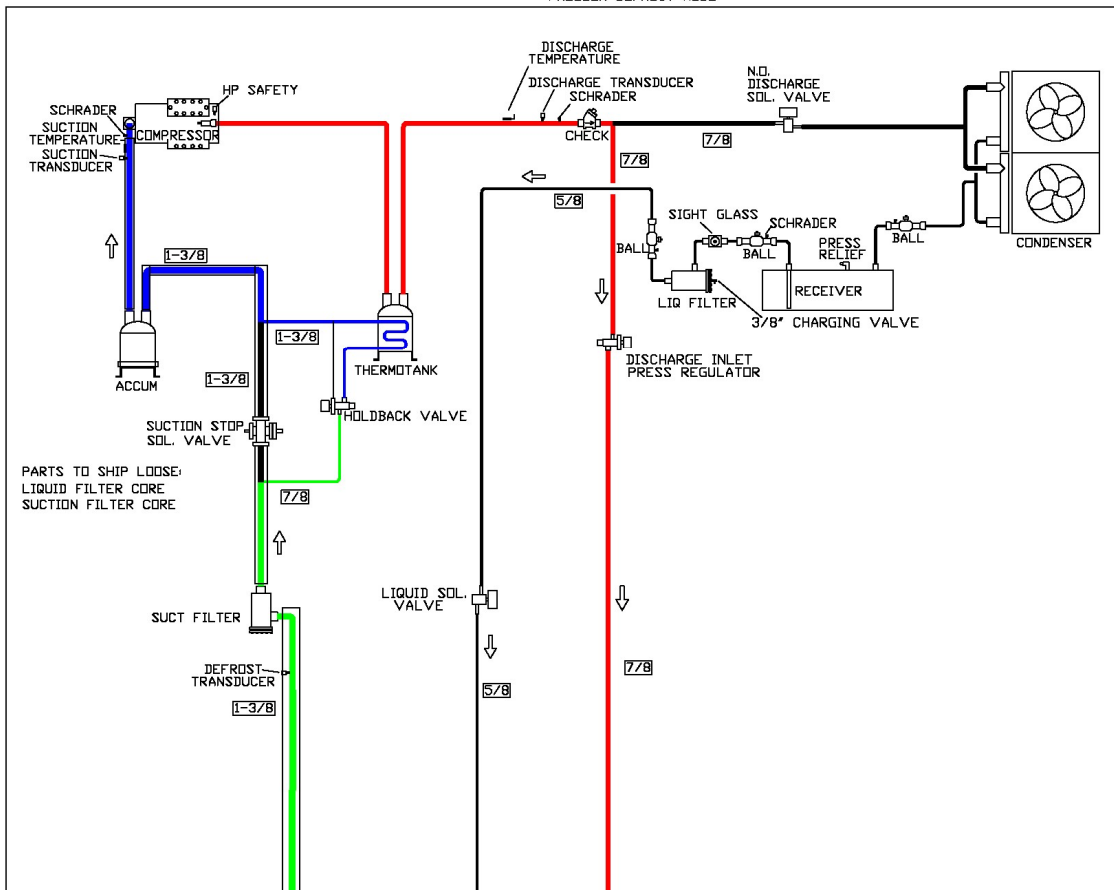 DISCHARGE
TEMPERATURE
N.O.
DISCHARGE
SOL. VALVE
HP SAFETY
DISCHARGE TRANSDUCER
SCHRADER
SCHRADER
SUCTION
TEMPERATURE
COMPRESSOR
SUCTION
TRANSDUCER
CHECK
7/8
7/8
5/8
SIGHT GLASS
SCHRADER
BALL
BALL
PRESS
RELIEF
BALL
CONDENSER
1-3/8
LIQ FILTER
RECEIVER
3/8" CHARGING VALVE
1-3/8
THERMOTANK
DISCHARGE INLET
PRESS REGULATOR
ACCUM
1-3/8
HOLDBACK VALVE
SUCTION STOP
SOL. VALVE
PARTS TO SHIP LOOSE:
LIQUID FILTER CORE
SUCTION FILTER CORE
7/8
LIQUID SOL.
VALVE
SUCT FILTER
DEFROST
TRANSDUCER
7/8
5/8
1-3/8